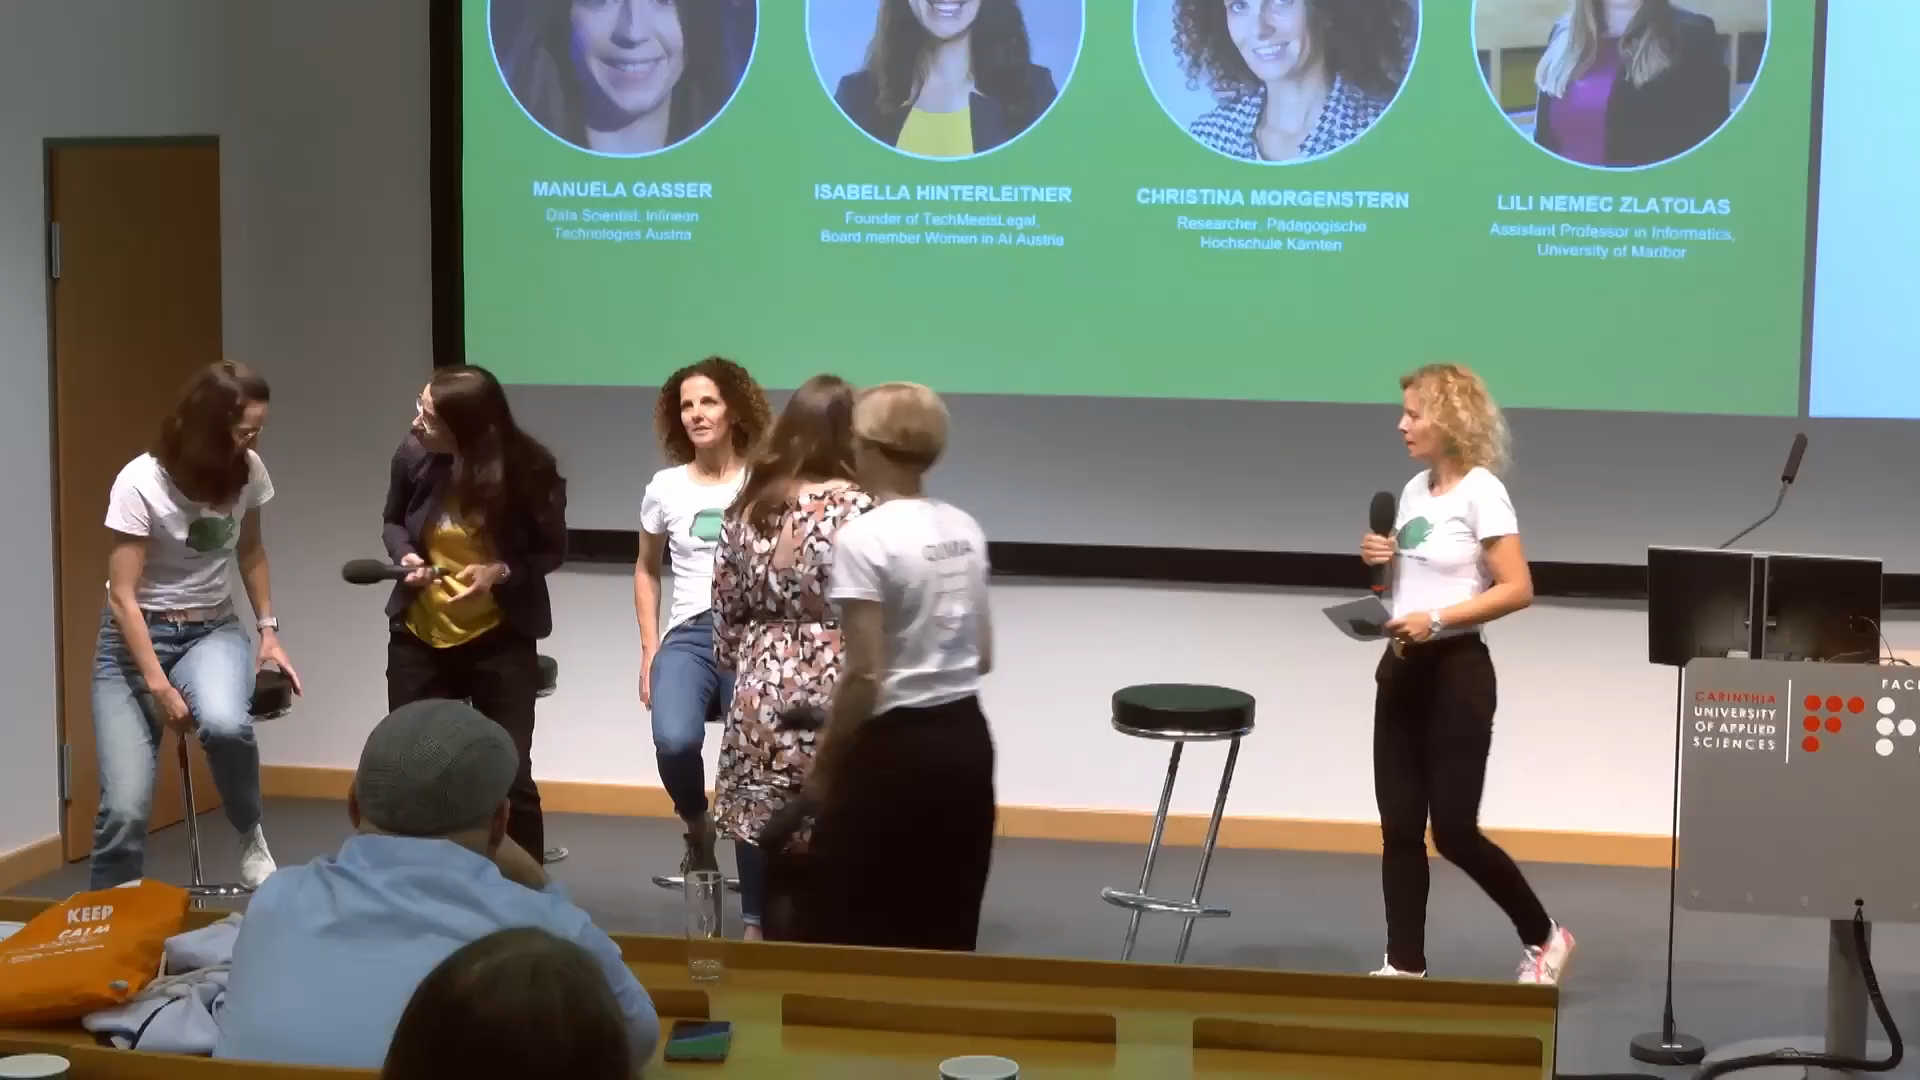 MANUELA GASSER
Data Scientist, Infineon
Technologies Austria
ISABELLA HINTERLEITNER
Founder of TechMeetsLegal,
Board member Women in AI Austria
CHRISTINA MORGENSTERN
Researcher, Pädagogische
Hochschule Kärnten
LILI NEMEC ZLATOLAS
Assistant Professor in Informatics,
University of Maribor
CARINTHIA
UNIVERSITY
OF APPLIED
SCIENCES
KEEP
CALM